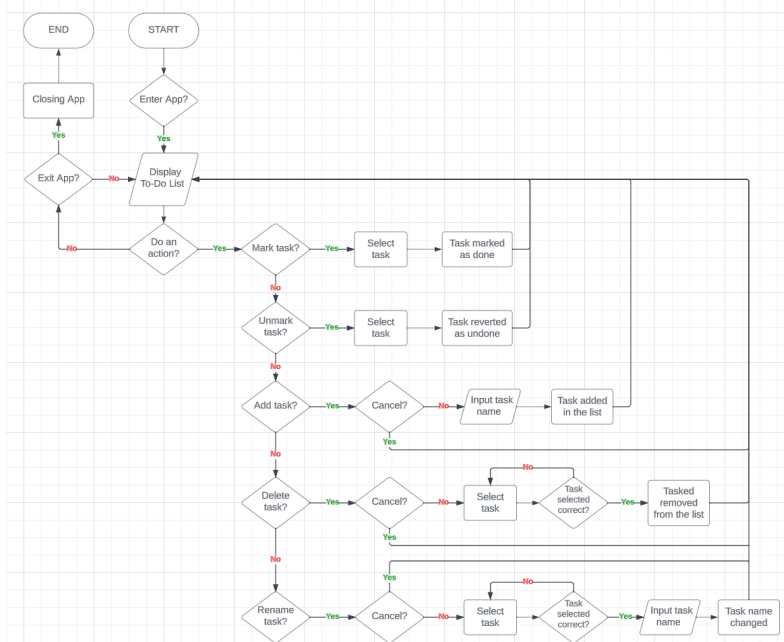 END
START
Closing App
Enter App?
Yes
Yes
Exit App?
No
Display
To-Do List
No
Do an
action?
Yes
Mark task?
Yes
Select
task
Task marked
as done
No
Unmark
task?
Yes
Select
task
Task reverted
as undone
No
Add task?
Yes
Cancel?
No
Input task
name
Task added
in the list
Yes
No
Delete
task?
Yes
Cancel?
No
Select
task
No
Task
selected
correct?
Yes
Tasked
removed
from the list
Yes
No
Yes
Rename
task?
Yes
Cancel?
No
Select
task
No
Task
selected
correct?
Yes
Input task
name
Task name
changed